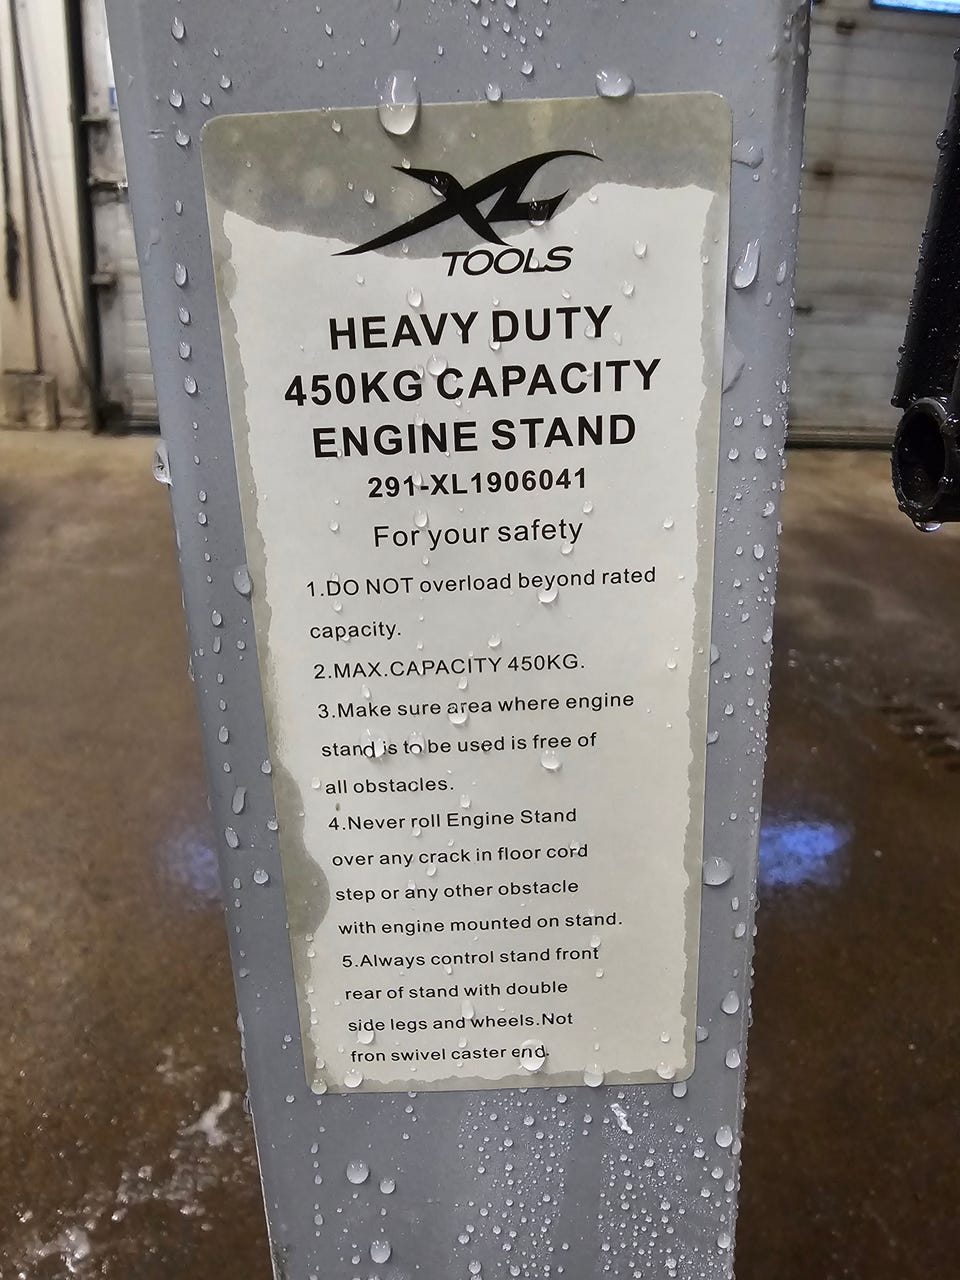 XL
TOOLS
HEAVY DUTY
450KG CAPACITY
ENGINE STAND
291-XL1906041
For your safety
1.DO NOT overload beyond rated
capacity.
2.MAX.CAPACITY 450KG.
3.Make sure area where engine
stand is to be used is free of
all obstacles.
4.Never roll Engine Stand
over any crack in floor cord
step or any other obstacle
with engine mounted on stand.
5.Always control stand front
rear of stand with double
side legs and wheels.Not
fron swivel caster end.